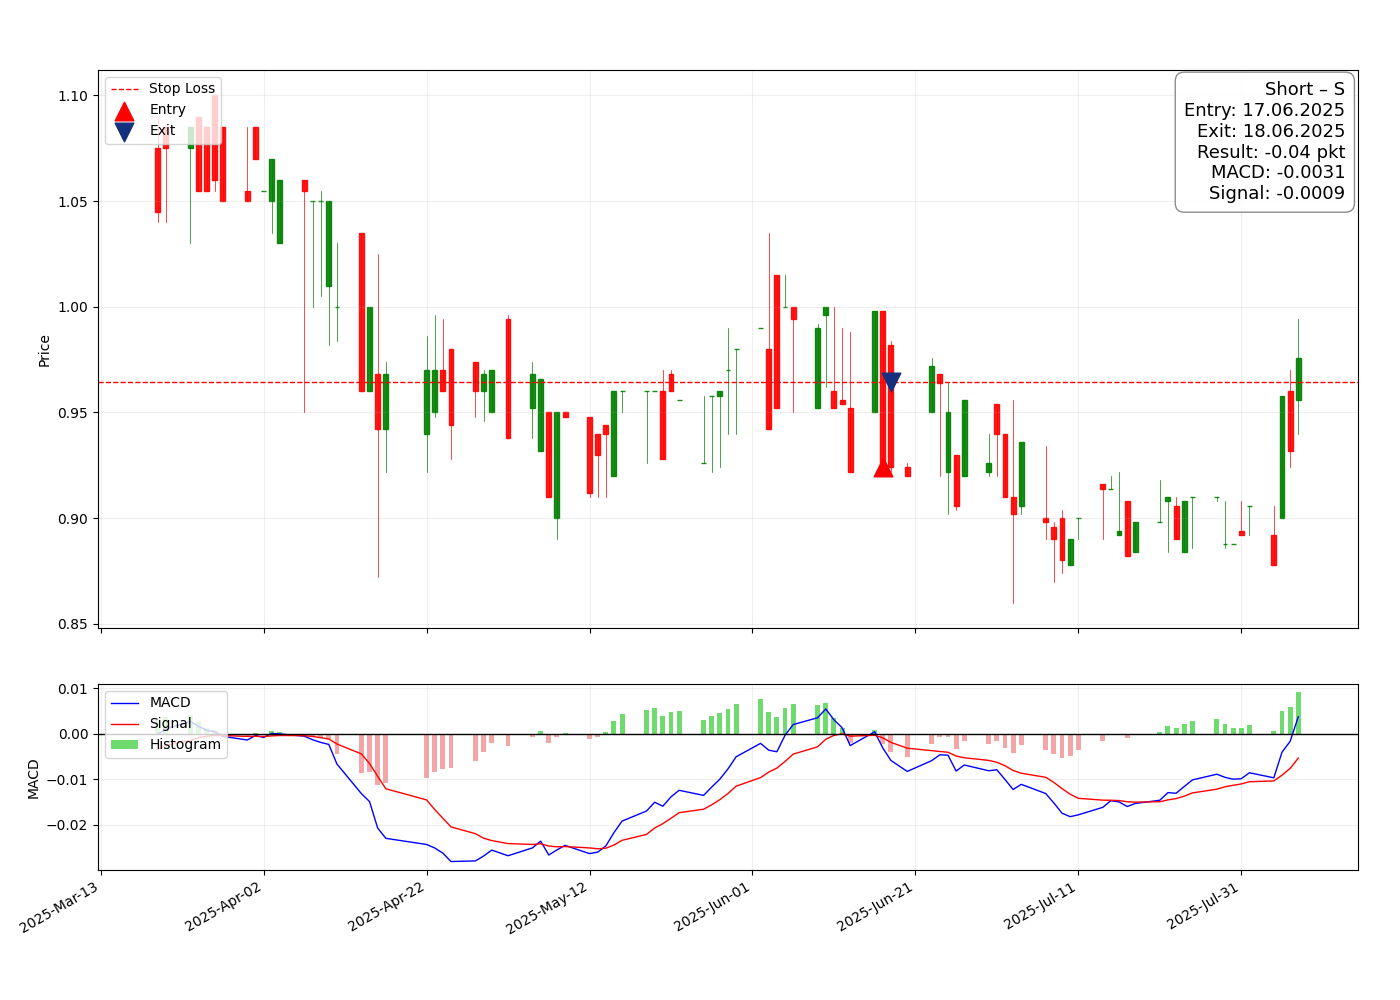 Stop Loss
Entry
Exit
Short – S
Entry: 17.06.2025
Exit: 18.06.2025
Result: -0.04 pkt
MACD: -0.0031
Signal: -0.0009
1.10
1.05
1.00
0.95
0.90
0.85
Price
MACD
Signal
Histogram
0.01
0.00
−0.01
−0.02
MACD
2025-Mar-13
2025-Apr-02
2025-Apr-22
2025-May-12
2025-Jun-01
2025-Jun-21
2025-Jul-11
2025-Jul-31